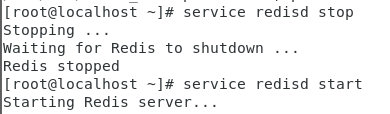 [root@localhost ~]# service redisd stop
Stopping ...
Waiting for Redis to shutdown ...
Redis stopped
[root@localhost ~]# service redisd start
Starting Redis server...